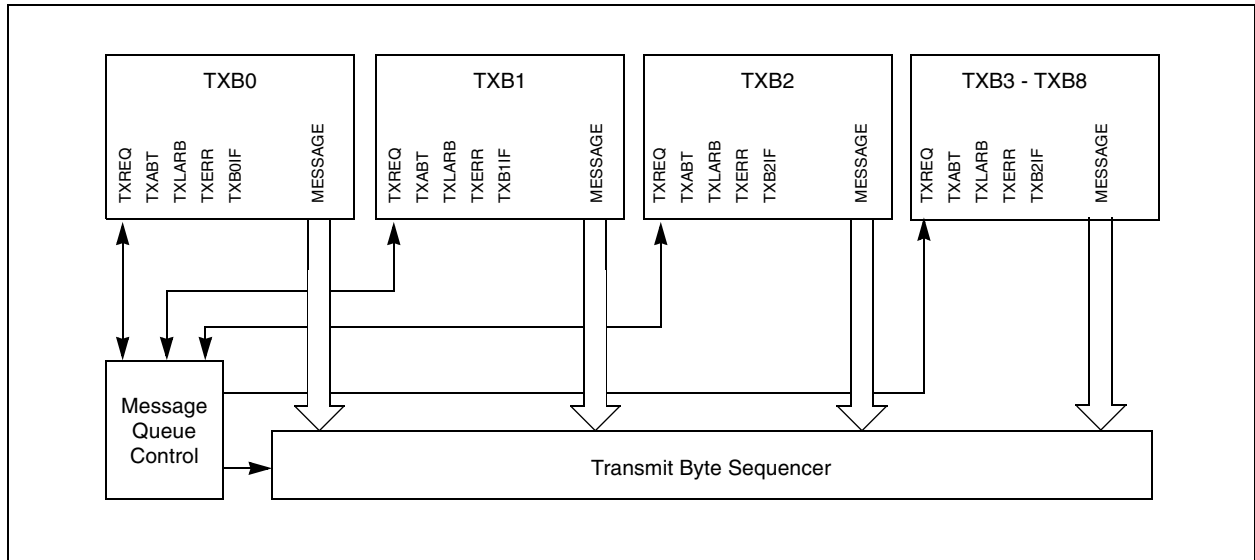 TXB0
TXREQ
TXABT
TXLARB
TXERR
TXB0IF
MESSAGE
TXB1
TXREQ
TXABT
TXLARB
TXERR
TXB1IF
MESSAGE
TXB2
TXREQ
TXABT
TXLARB
TXERR
TXB2IF
MESSAGE
TXB3 - TXB8
TXREQ
TXABT
TXLARB
TXERR
TXB2IF
MESSAGE
Message
Queue
Control
Transmit Byte Sequencer